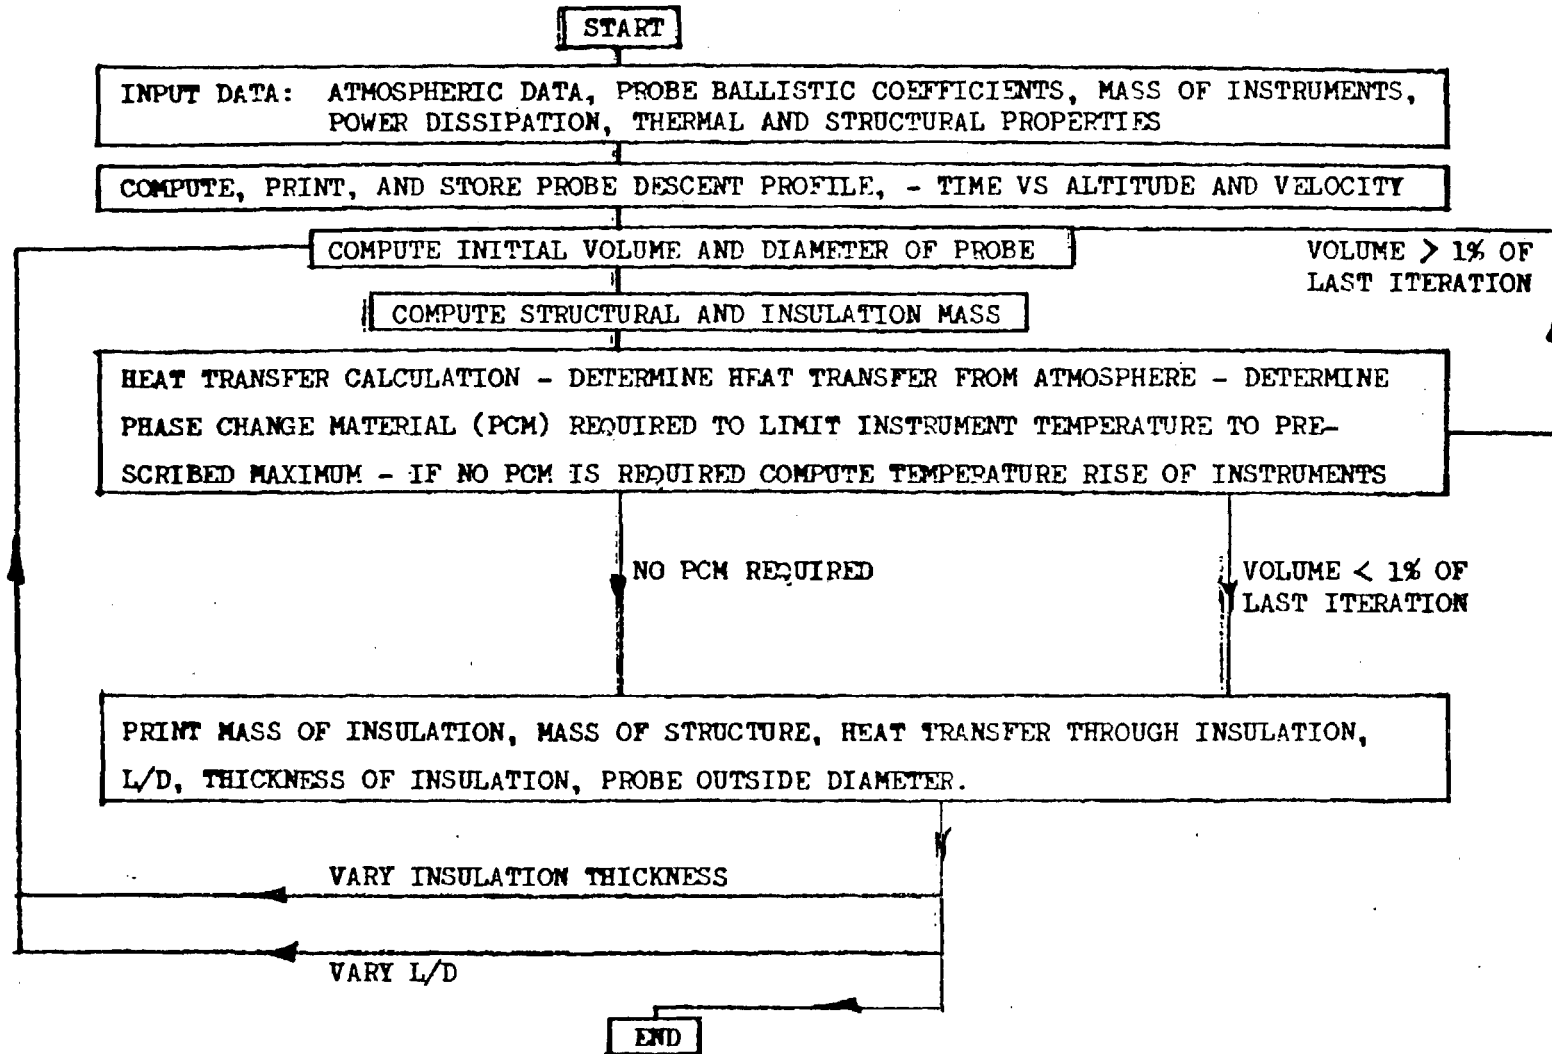 START
INPUT DATA: ATMOSPHERIC DATA, PROBE BALLISTIC COEFFICIENTS, MASS OF INSTRUMENTS,
POWER DISSIPATION, THERMAL AND STRUCTURAL PROPERTIES
COMPUTE, PRINT, AND STORE PROBE DESCENT PROFILE, - TIME VS ALTITUDE AND VELOCITY
COMPUTE INITIAL VOLUME AND DIAMETER OF PROBE
VOLUME > 1% OF
LAST ITERATION
COMPUTE STRUCTURAL AND INSULATION MASS
HEAT TRANSFER CALCULATION - DETERMINE HEAT TRANSFER FROM ATMOSPHERE - DETERMINE
PHASE CHANGE MATERIAL (PCM) REQUIRED TO LIMIT INSTRUMENT TEMPERATURE TO PRE-
SCRIBED MAXIMUM - IF NO PCM IS REQUIRED COMPUTE TEMPERATURE RISE OF INSTRUMENTS
NO PCM REQUIRED
VOLUME < 1% OF
LAST ITERATION
PRINT MASS OF INSULATION, MASS OF STRUCTURE, HEAT TRANSFER THROUGH INSULATION,
L/D, THICKNESS OF INSULATION, PROBE OUTSIDE DIAMETER.
VARY INSULATION THICKNESS
VARY L/D
END